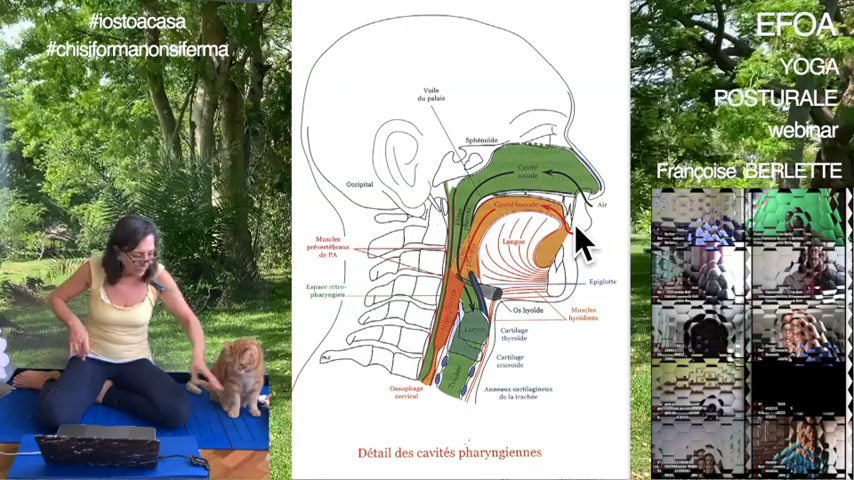 #iostoacasa
#chisiformanonsiferma
EFOA
YOGA
POSTURALE
webinar
Françoise BERLETTE
Voile
du palais
Sphénoïde
Cavité
nasale
Occipital
Air
Cavité buccale
Langue
Muscles
prévertébraux
de l'A
Espace rétro-
pharyngien
Epiglotte
Os hyoïde
Muscles
hyoïdiens
Larynx
Cartilage
thyroïde
Cartilage
cricroïde
Trachée
Oesophage
cervical
Anneaux cartilagineux
de la trachée
Détail des cavités pharyngiennes